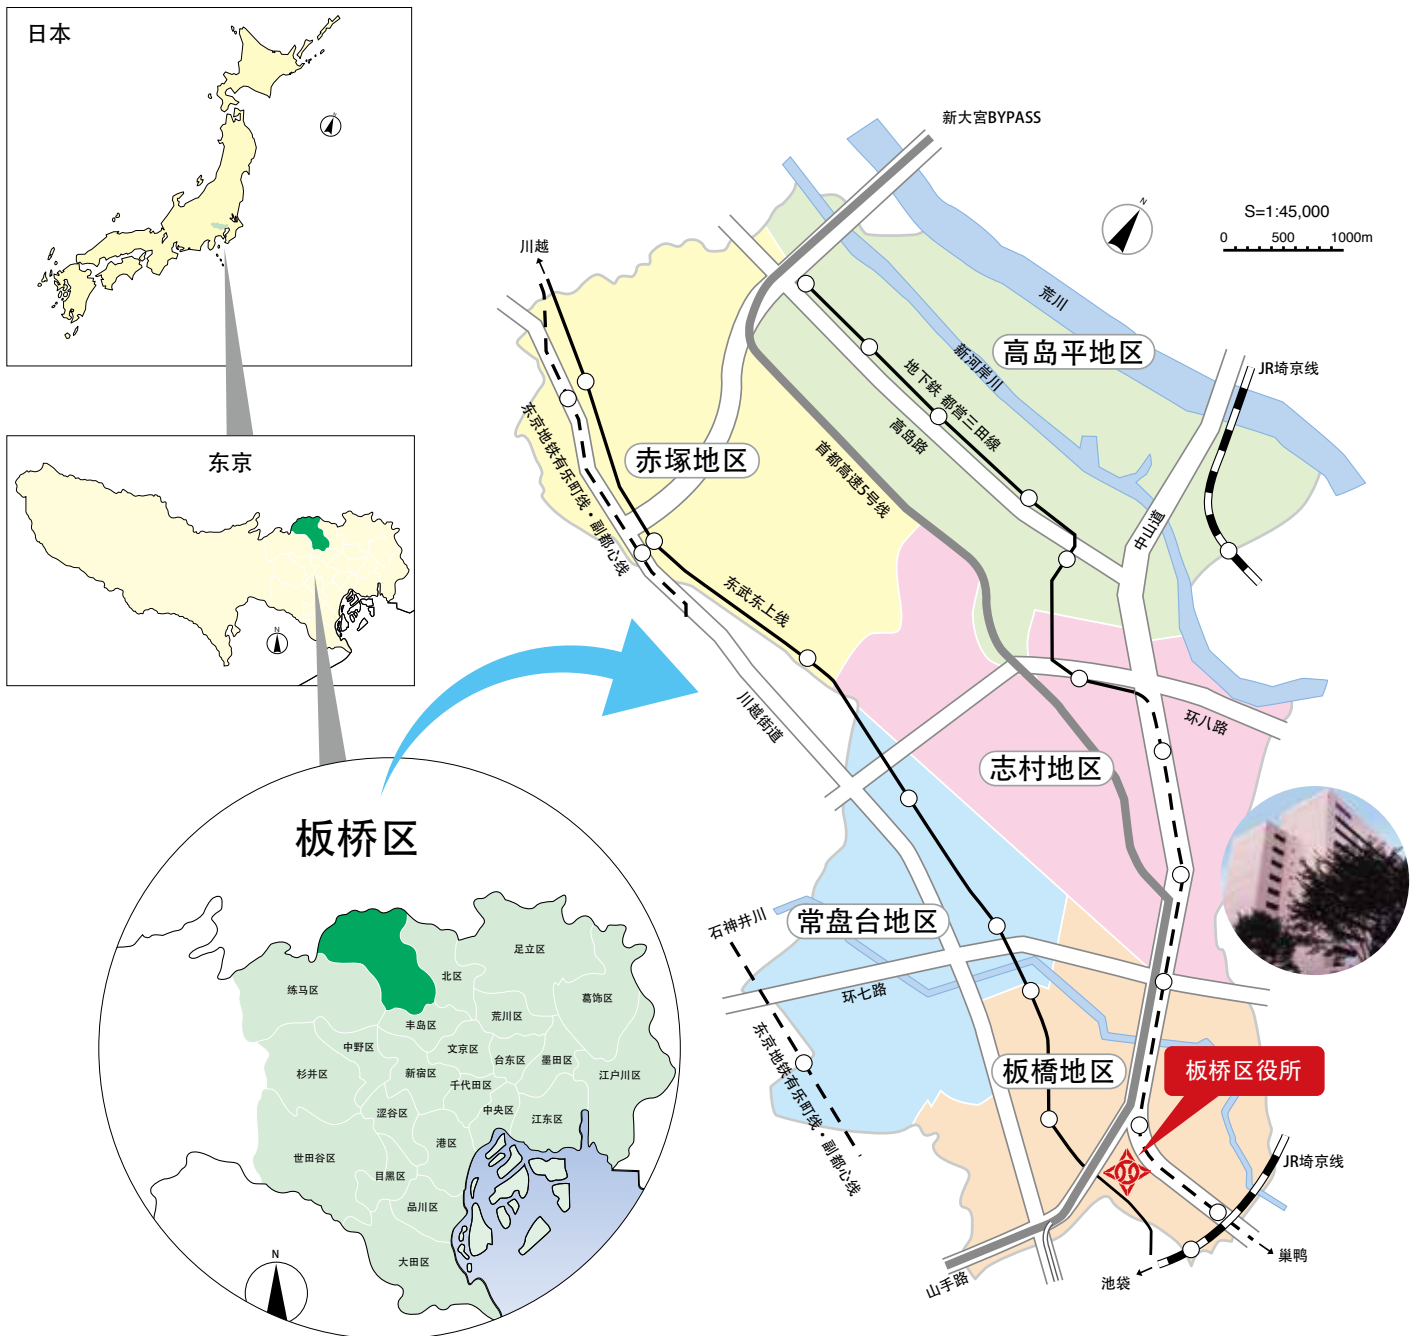 日本
N
东京
N
板桥区
足立区
北区
葛饰区
练马区
荒川区
丰岛区
中野区
文京区
台东区
墨田区
杉井区
新宿区
江户川区
千代田区
涩谷区
中央区
江东区
港区
世田谷区
目黑区
品川区
大田区
N
新大宮BYPASS
N
S=1:45,000
0 500 1000m
川越
荒川
高岛平地区
新河岸川
JR埼京线
地下鉄 都営三田線
高岛路
首都高速5号线
赤塚地区
东京地铁有乐町线・副都心线
中山道
东武东上线
川越街道
环八路
志村地区
石神井川
常盘台地区
环七路
东京地铁有乐町线・副都心线
板橋地区
板桥区役所
JR埼京线
巢鸭
池袋
山手路